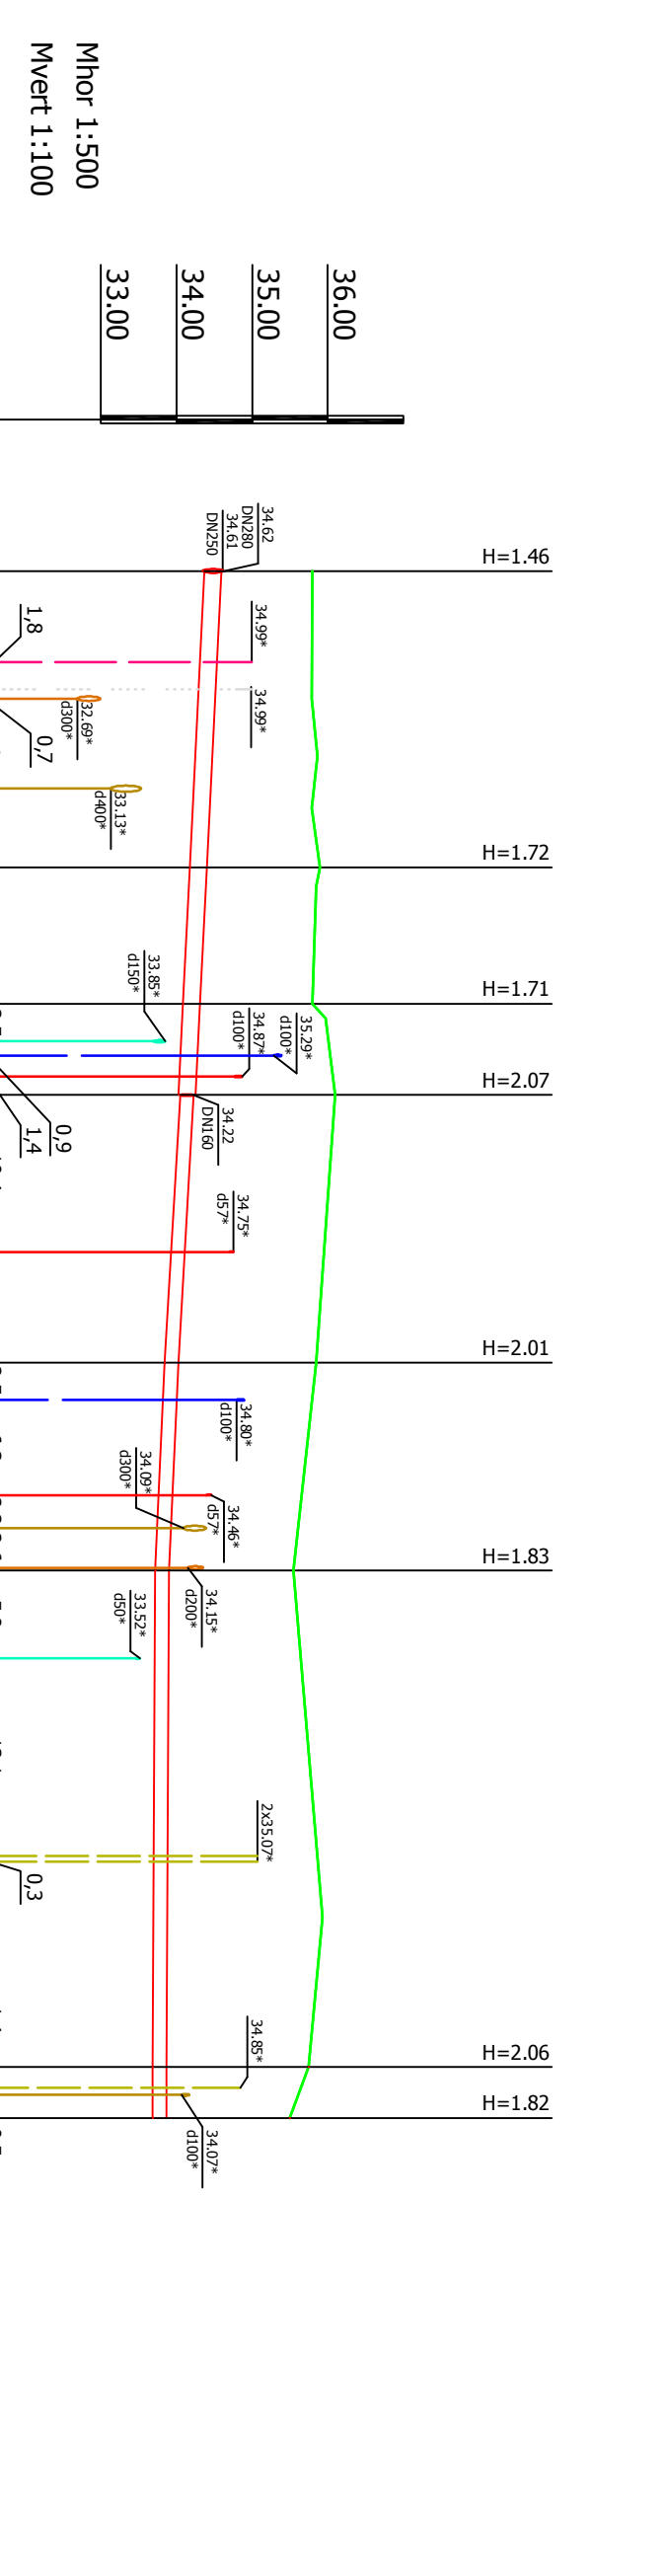 Mhor 1:500
Mvert 1:100
36.00
35.00
34.00
33.00
H=1.46
34.62
DN280
34.61
DN250
1,8
34.99*
34.99*
32.69*
d300*
0,7
33.13*
d400*
H=1.72
33.85*
d150*
H=1.71
35.29*
d100*
34.87*
d100*
H=2.07
0,9
1,4
34.22
DN160
34.75*
d57*
H=2.01
34.80*
d100*
34.09*
d300*
34.46*
d57*
H=1.83
34.15*
d200*
33.52*
d50*
2x35.07*
0,3
34.85*
H=2.06
H=1.82
34.07*
d100*